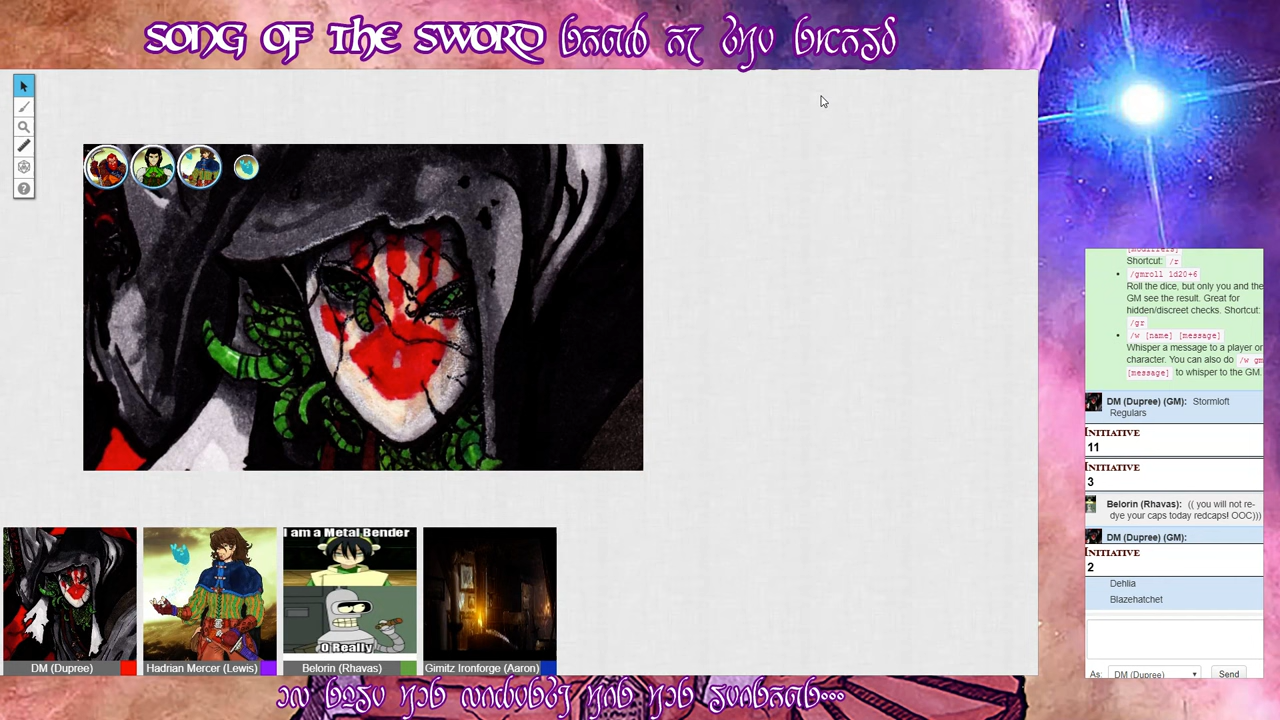 SONG OF THE SWORD
[modifiers]
Shortcut: /r
/gmroll 1d20+6
Roll the dice, but only you and the
GM see the result. Great for
hidden/discreet checks. Shortcut:
/gr
/w [name] [message]
Whisper a message to a player or
character. You can also do /w gm
[message] to whisper to the GM.
DM (Dupree) (GM): Stormloft
Regulars
INITIATIVE
11
INITIATIVE
3
Belorin (Rhavas): (( you will not re-
dye your caps today redcaps! OOC)))
DM (Dupree) (GM):
INITIATIVE
2
Dehlia
Blazehatchet
As: DM (Dupree) Send
I am a Metal Bender
O Really
DM (Dupree)
Hadrian Mercer (Lewis)
Belorin (Rhavas)
Gimitz Ironforge (Aaron)